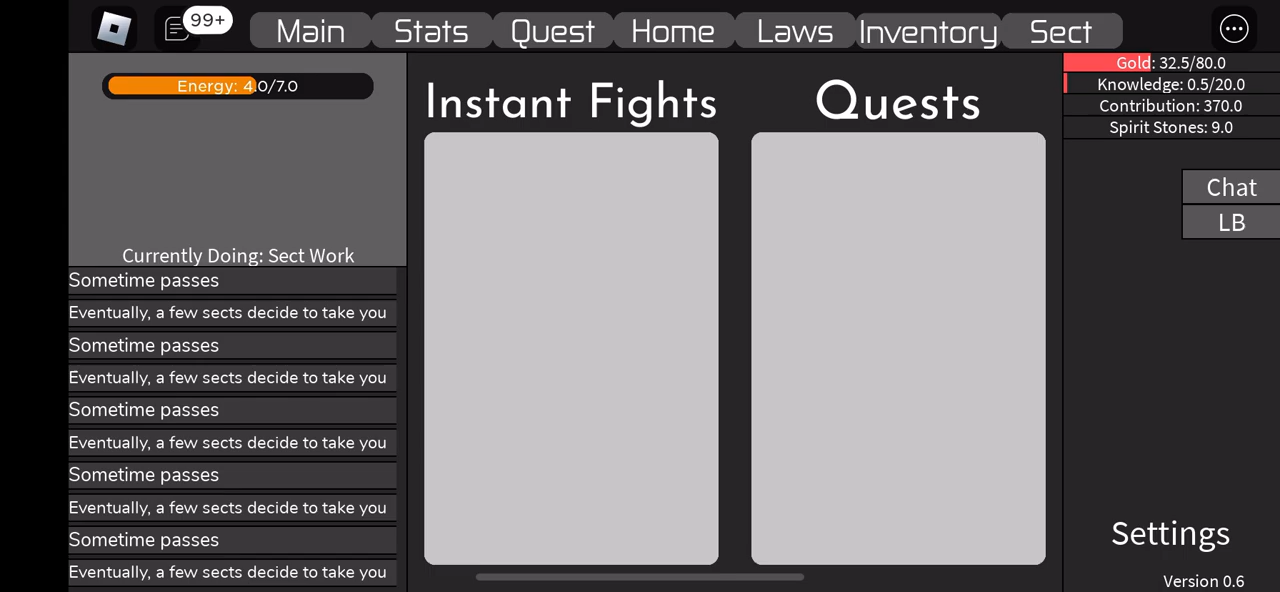 99+
Main Stats Quest Home Laws Inventory Sect
Energy: 4.0/7.0
Currently Doing: Sect Work
Sometime passes
Eventually, a few sects decide to take you
Sometime passes
Eventually, a few sects decide to take you
Sometime passes
Eventually, a few sects decide to take you
Sometime passes
Eventually, a few sects decide to take you
Sometime passes
Eventually, a few sects decide to take you
Instant Fights
Quests
Gold: 32.5/80.0
Knowledge: 0.5/20.0
Contribution: 370.0
Spirit Stones: 9.0
Chat
LB
Settings
Version 0.6